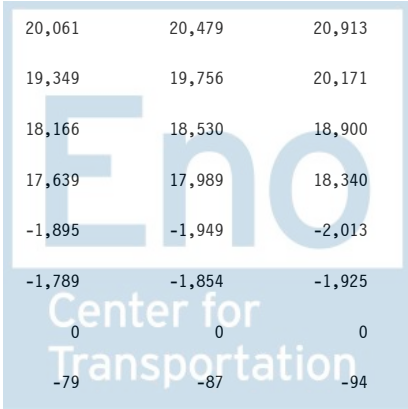 20,061 20,479 20,913
19,349 19,756 20,171
18,166 18,530 18,900
17,639 17,989 18,340
-1,895 -1,949 -2,013
-1,789 -1,854 -1,925
0 0 0
-79 -87 -94
Eno
Center for
Transportation